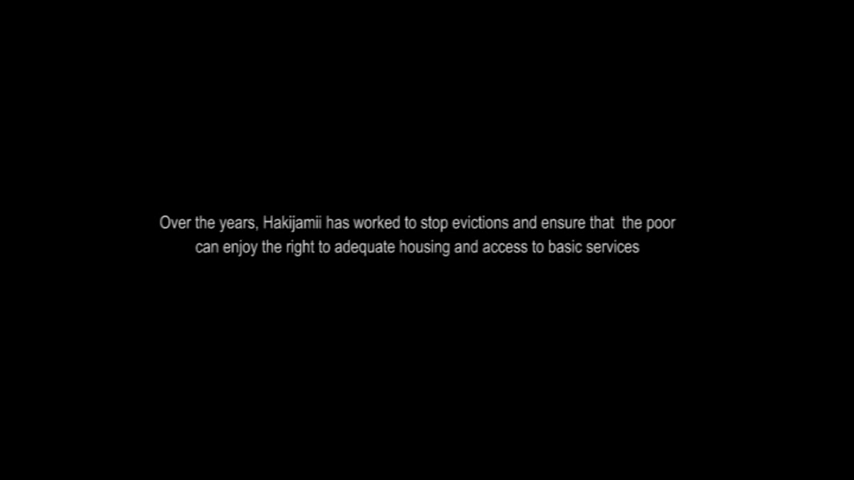 Over the years, Hakijamii has worked to stop evictions and ensure that  the poor
can enjoy the right to adequate housing and access to basic services